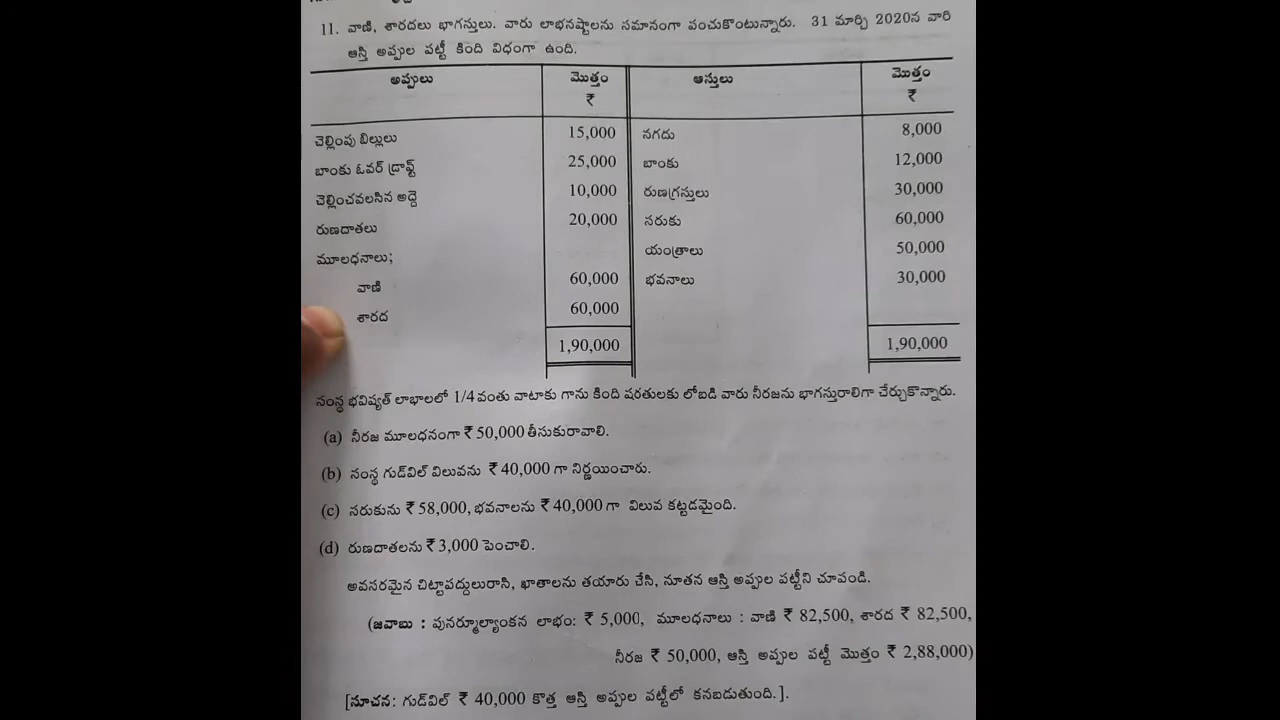 11. వాణి, శారదలు భాగస్తులు. వారు లాభనష్టాలను సమానంగా పంచుకొంటున్నారు. 31 మార్చి 2020న వారి
ఆస్తి అప్పుల పట్టీ కింది విధంగా ఉంది.
అప్పులు మొత్తం ₹ ఆస్తులు మొత్తం ₹
చెల్లింపు బిల్లులు 15,000 నగదు 8,000
బాంకు ఓవర్ డ్రాఫ్ట్ 25,000 బాంకు 12,000
చెల్లించవలసిన అద్దె 10,000 రుణగ్రస్తులు 30,000
రుణదాతలు 20,000 సరుకు 60,000
మూలధనాలు; యంత్రాలు 50,000
వాణి 60,000 భవనాలు 30,000
శారద 60,000
1,90,000 1,90,000
సంస్థ భవిష్యత్ లాభాలలో 1/4 వంతు వాటాకు గాను కింది షరతులకు లోబడి వారు నీరజను భాగస్తురాలిగా చేర్చుకొన్నారు.
(a) నీరజ మూలధనంగా ₹ 50,000 తీసుకురావాలి.
(b) సంస్థ గుడ్‌విల్ విలువను ₹ 40,000 గా నిర్ణయించారు.
(c) సరుకును ₹ 58,000, భవనాలను ₹ 40,000 గా విలువ కట్టడమైంది.
(d) రుణదాతలను ₹ 3,000 పెంచాలి.
అవసరమైన చిట్టాపద్దులురాసి, ఖాతాలను తయారు చేసి, నూతన ఆస్తి అప్పుల పట్టీని చూపండి.
(జవాబు : పునర్మూల్యాంకన లాభం: ₹ 5,000, మూలధనాలు : వాణి ₹ 82,500, శారద ₹ 82,500,
నీరజ ₹ 50,000, ఆస్తి అప్పుల పట్టీ మొత్తం ₹ 2,88,000)
[సూచన: గుడ్‌విల్ ₹ 40,000 కొత్త ఆస్తి అప్పుల పట్టీలో కనబడుతుంది.].